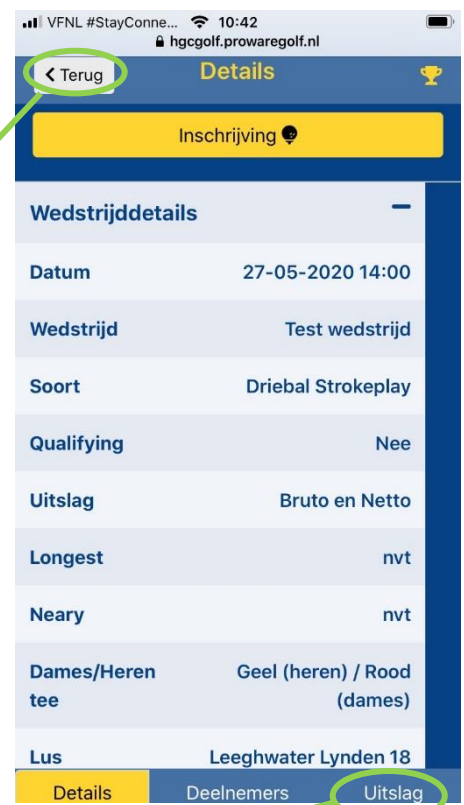 VFNL #StayConne... 10:42
hgcgolf.prowaregolf.nl
Terug Details
Inschrijving
Wedstrijddetails
Datum 27-05-2020 14:00
Wedstrijd Test wedstrijd
Soort Driebal Strokeplay
Qualifying Nee
Uitslag Bruto en Netto
Longest nvt
Neary nvt
Dames/Heren Geel (heren) / Rood
tee (dames)
Lus Leeghwater Lynden 18
Details Deelnemers Uitslag